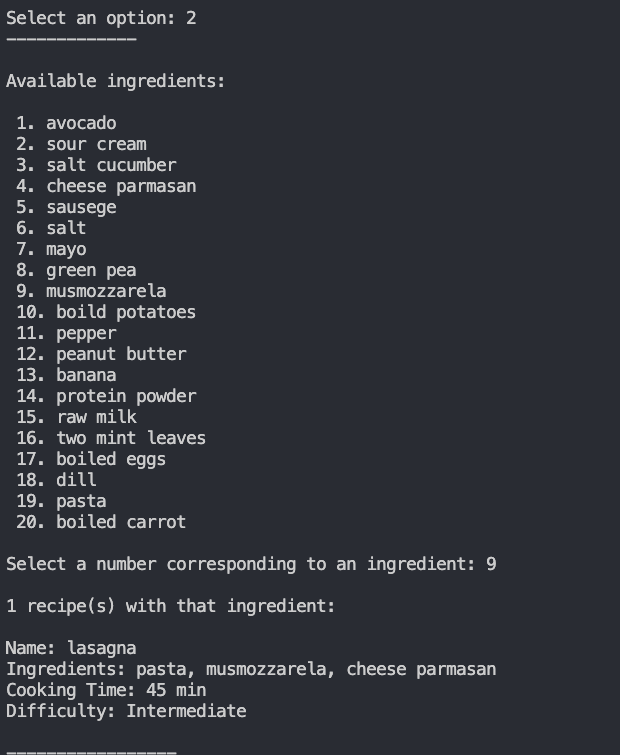 Select an option: 2
-------------
Available ingredients:
1. avocado
2. sour cream
3. salt cucumber
4. cheese parmasan
5. sausege
6. salt
7. mayo
8. green pea
9. musmozzarela
10. boild potatoes
11. pepper
12. peanut butter
13. banana
14. protein powder
15. raw milk
16. two mint leaves
17. boiled eggs
18. dill
19. pasta
20. boiled carrot
Select a number corresponding to an ingredient: 9
1 recipe(s) with that ingredient:
Name: lasagna
Ingredients: pasta, musmozzarela, cheese parmasan
Cooking Time: 45 min
Difficulty: Intermediate
-----------------